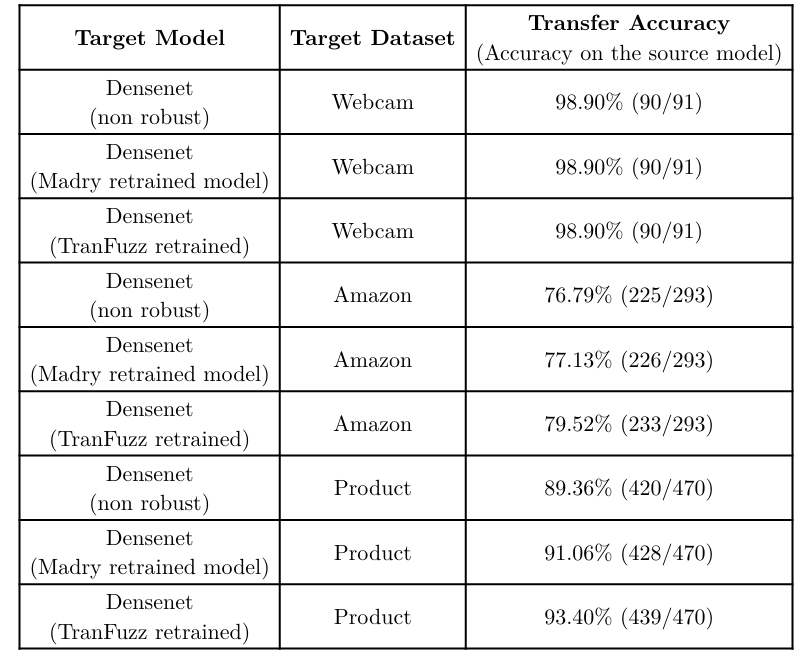 Target Model Target Dataset Transfer Accuracy
(Accuracy on the source model)
Densenet
(non robust) Webcam 98.90% (90/91)
Densenet
(Madry retrained model) Webcam 98.90% (90/91)
Densenet
(TranFuzz retrained) Webcam 98.90% (90/91)
Densenet
(non robust) Amazon 76.79% (225/293)
Densenet
(Madry retrained model) Amazon 77.13% (226/293)
Densenet
(TranFuzz retrained) Amazon 79.52% (233/293)
Densenet
(non robust) Product 89.36% (420/470)
Densenet
(Madry retrained model) Product 91.06% (428/470)
Densenet
(TranFuzz retrained) Product 93.40% (439/470)